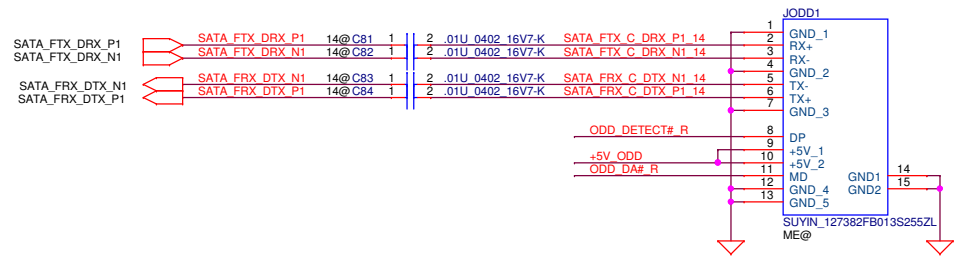 JODD1
SATA_FTX_DRX_P1 SATA_FTX_DRX_P1 14@ C81 1 2 .01U_0402_16V7-K SATA_FTX_C_DRX_P1_14
SATA_FTX_DRX_N1 SATA_FTX_DRX_N1 14@ C82 1 2 .01U_0402_16V7-K SATA_FTX_C_DRX_N1_14
SATA_FRX_DTX_N1 SATA_FRX_DTX_N1 14@ C83 1 2 .01U_0402_16V7-K SATA_FRX_C_DTX_N1_14
SATA_FRX_DTX_P1 SATA_FRX_DTX_P1 14@ C84 1 2 .01U_0402_16V7-K SATA_FRX_C_DTX_P1_14
1 GND_1
2 RX+
3 RX-
4 GND_2
5 TX-
6 TX+
7 GND_3
ODD_DETECT#_R 8 DP
9 +5V_1
+5V_ODD 10 +5V_2
ODD_DA#_R 11 MD GND1 14
12 GND_4 GND2 15
13 GND_5
SUYIN_127382FB013S255ZL
ME@